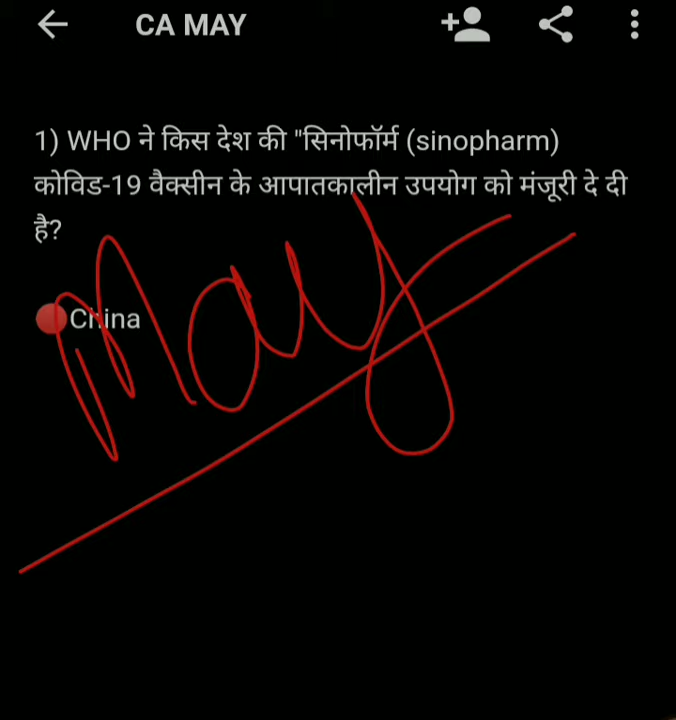 CA MAY
1) WHO ने किस देश की "सिनोफॉर्म (sinopharm)
कोविड-19 वैक्सीन के आपातकालीन उपयोग को मंजूरी दे दी
है?
China
May